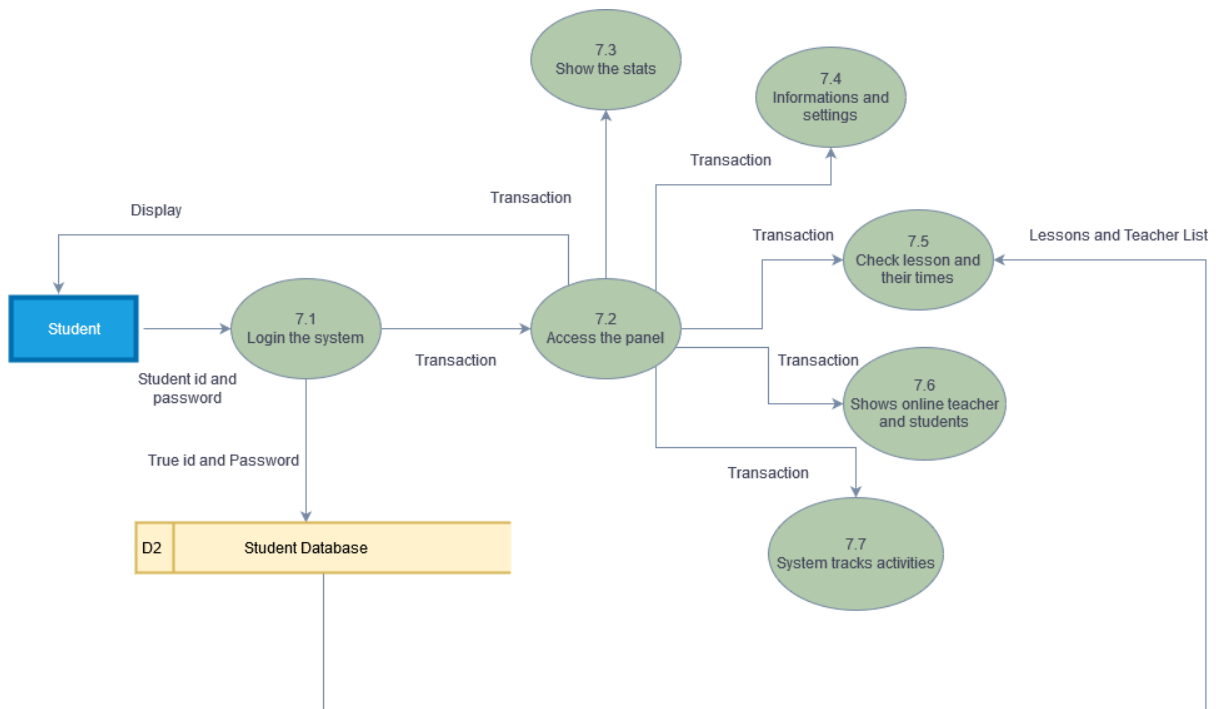 7.3
Show the stats
7.4
Informations and
settings
Transaction
Transaction
Display
Transaction
7.5
Check lesson and
their times
Lessons and Teacher List
Student
7.1
Login the system
7.2
Access the panel
Transaction
Transaction
Student id and
password
7.6
Shows online teacher
and students
True id and Password
Transaction
7.7
System tracks activities
D2
Student Database